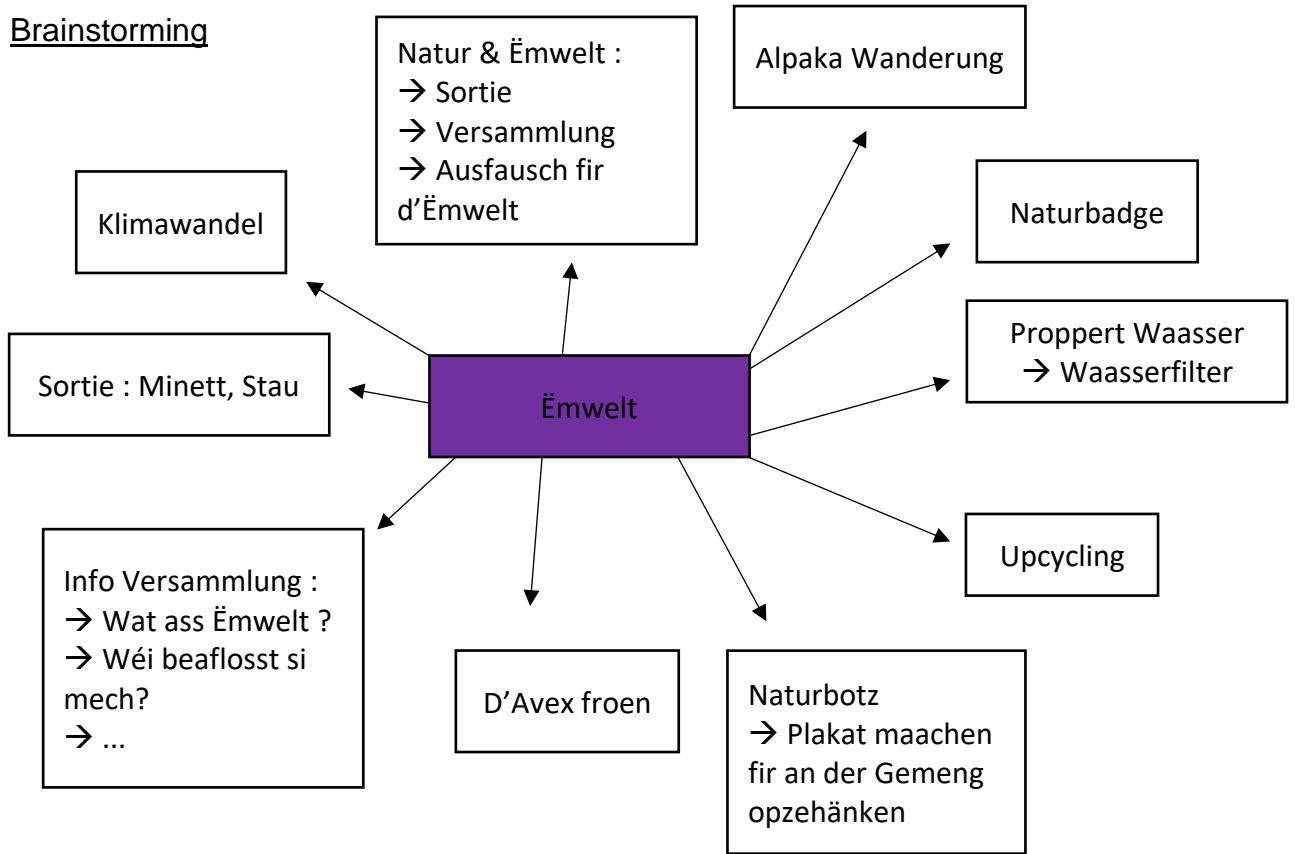 Brainstorming
Natur & Ëmwelt :
→ Sortie
→ Versammlung
→ Ausfausch fir
d'Ëmwelt
Alpaka Wanderung
Klimawandel
Naturbadge
Sortie : Minett, Stau
Ëmwelt
Proppert Waasser
→ Waasserfilter
Upcycling
Info Versammlung :
→ Wat ass Ëmwelt ?
→ Wéi beaflosst si
mech?
→ ...
D'Avex froen
Naturbotz
→ Plakat maachen
fir an der Gemeng
opzehänken